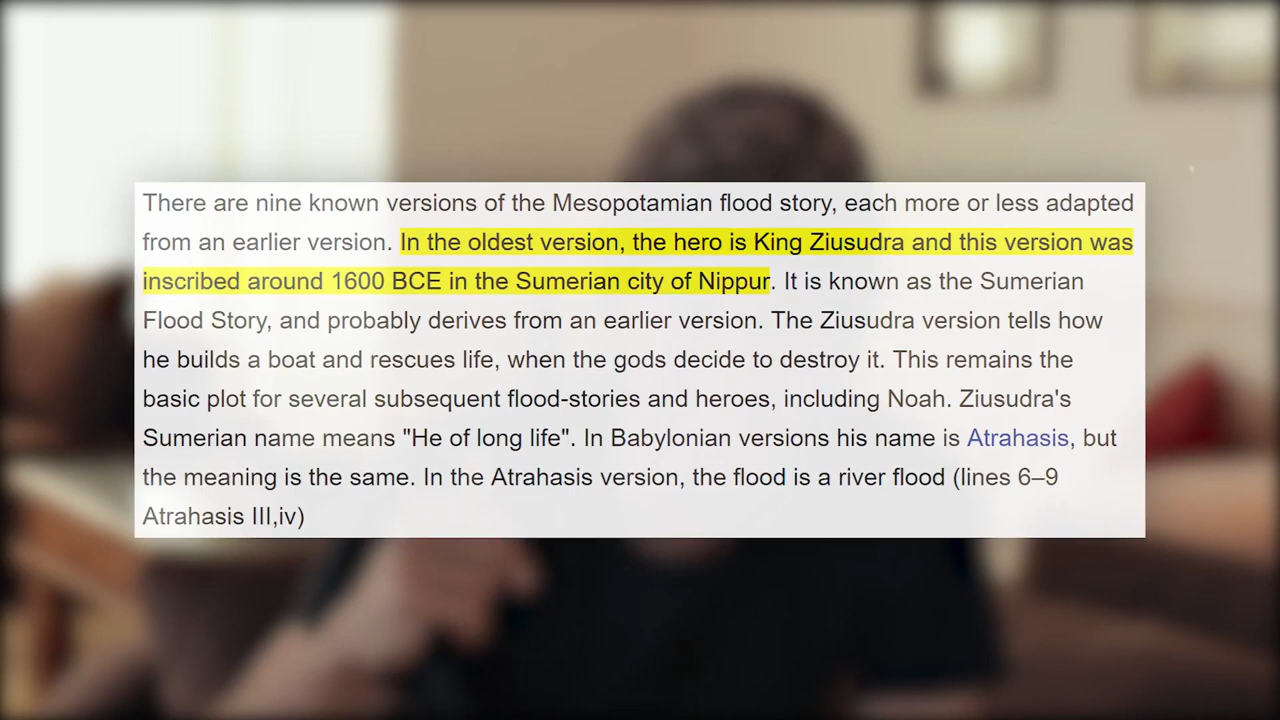 There are nine known versions of the Mesopotamian flood story, each more or less adapted
from an earlier version. In the oldest version, the hero is King Ziusudra and this version was
inscribed around 1600 BCE in the Sumerian city of Nippur. It is known as the Sumerian
Flood Story, and probably derives from an earlier version. The Ziusudra version tells how
he builds a boat and rescues life, when the gods decide to destroy it. This remains the
basic plot for several subsequent flood-stories and heroes, including Noah. Ziusudra's
Sumerian name means "He of long life". In Babylonian versions his name is Atrahasis, but
the meaning is the same. In the Atrahasis version, the flood is a river flood (lines 6–9
Atrahasis III,iv)